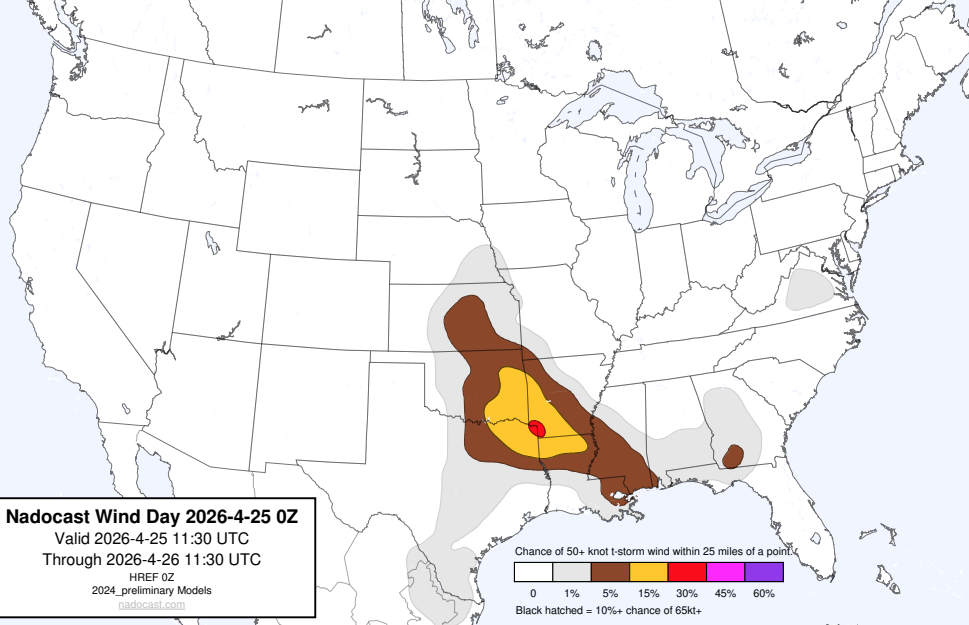 Nadocast Wind Day 2026-4-25 0Z
Valid 2026-4-25 11:30 UTC
Through 2026-4-26 11:30 UTC
HREF 0Z
2024_preliminary Models
nadocast.com
Chance of 50+ knot t-storm wind within 25 miles of a point.
0 1% 5% 15% 30% 45% 60%
Black hatched = 10%+ chance of 65kt+